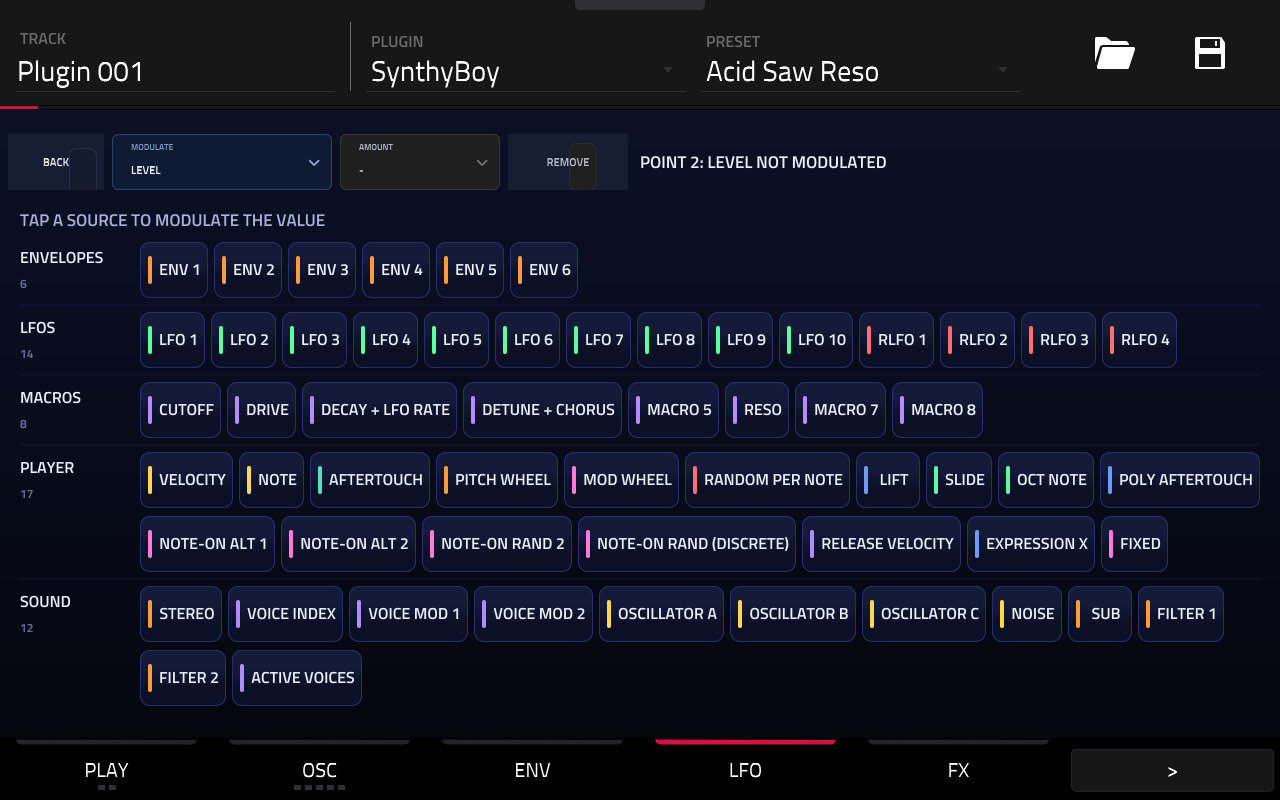 TRACK
Plugin 001
PLUGIN
SynthyBoy
PRESET
Acid Saw Reso
BACK
MODULATE
LEVEL
AMOUNT
-
REMOVE
POINT 2: LEVEL NOT MODULATED
TAP A SOURCE TO MODULATE THE VALUE
ENVELOPES
6
ENV 1 ENV 2 ENV 3 ENV 4 ENV 5 ENV 6
LFOS
14
LFO 1 LFO 2 LFO 3 LFO 4 LFO 5 LFO 6 LFO 7 LFO 8 LFO 9 LFO 10 RLFO 1 RLFO 2 RLFO 3 RLFO 4
MACROS
8
CUTOFF DRIVE DECAY + LFO RATE DETUNE + CHORUS MACRO 5 RESO MACRO 7 MACRO 8
PLAYER
17
VELOCITY NOTE AFTERTOUCH PITCH WHEEL MOD WHEEL RANDOM PER NOTE LIFT SLIDE OCT NOTE POLY AFTERTOUCH
NOTE-ON ALT 1 NOTE-ON ALT 2 NOTE-ON RAND 2 NOTE-ON RAND (DISCRETE) RELEASE VELOCITY EXPRESSION X FIXED
SOUND
12
STEREO VOICE INDEX VOICE MOD 1 VOICE MOD 2 OSCILLATOR A OSCILLATOR B OSCILLATOR C NOISE SUB FILTER 1
FILTER 2 ACTIVE VOICES
PLAY OSC ENV LFO FX >